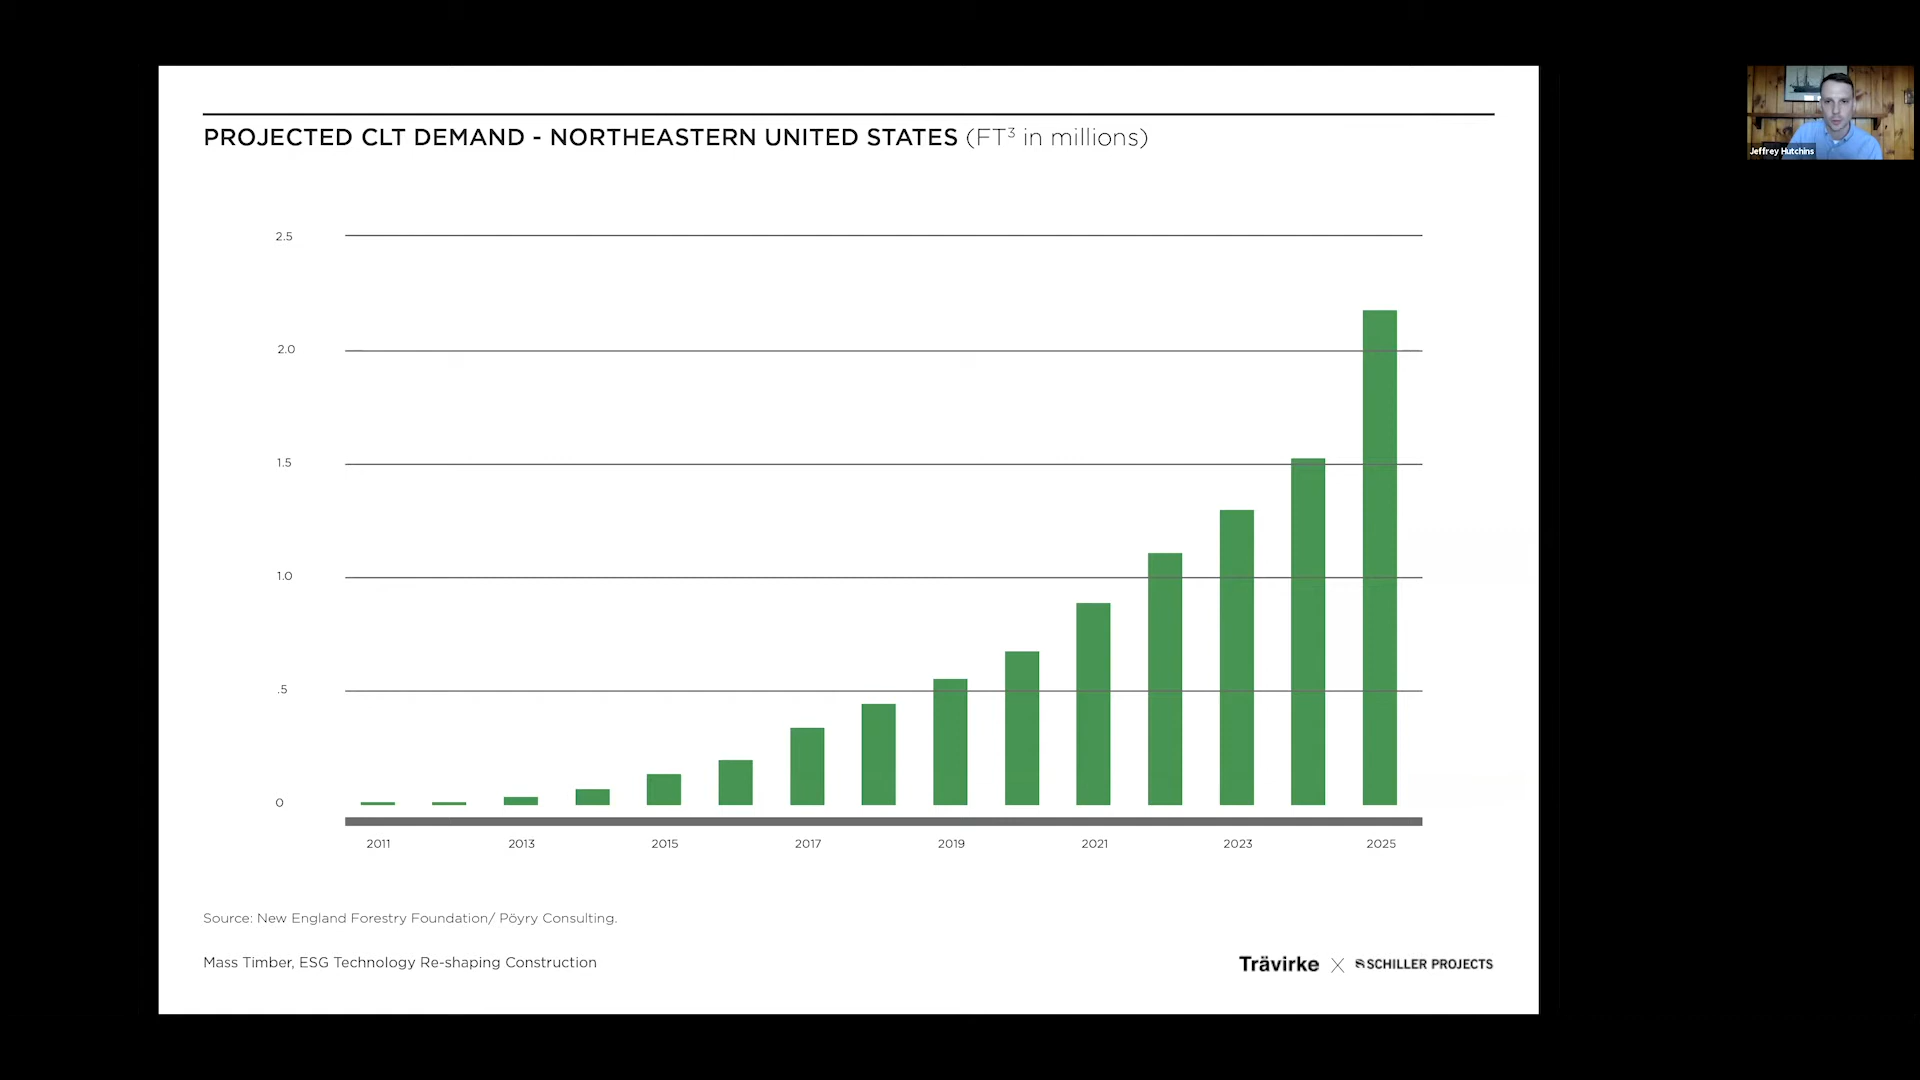 PROJECTED CLT DEMAND - NORTHEASTERN UNITED STATES (FT³ in millions)
Jeffrey Hutchins
2.5
2.0
1.5
1.0
.5
0
2011 2013 2015 2017 2019 2021 2023 2025
Source: New England Forestry Foundation/ Pöyry Consulting.
Mass Timber, ESG Technology Re-shaping Construction
Trävirke X SCHILLER PROJECTS